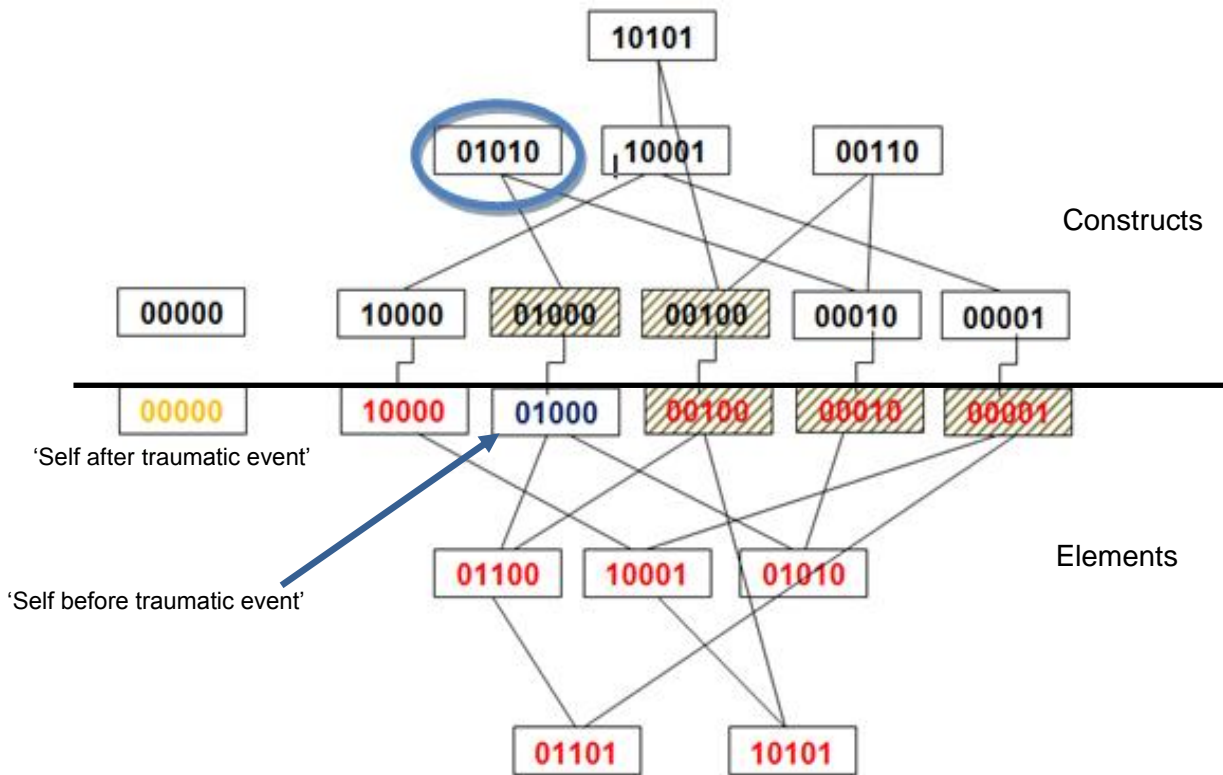 10101
01010 10001 00110
Constructs
00000 10000 01000 00100 00010 00001
00000 10000 01000 00100 00010 00001
‘Self after traumatic event’
Elements
01100 10001 01010
‘Self before traumatic event’
01101 10101